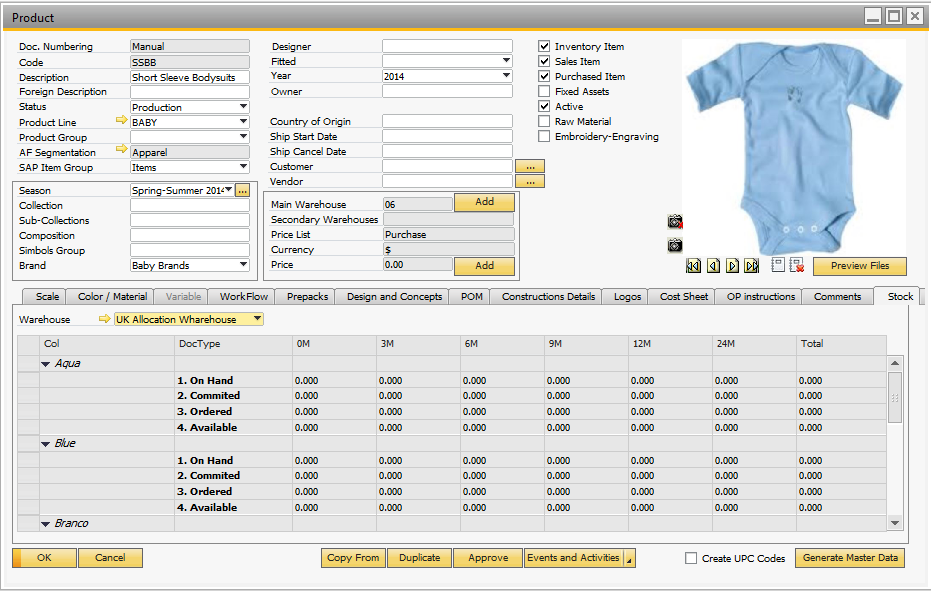 Product
Doc. Numbering Manual
Code SSBB
Description Short Sleeve Bodysuits
Foreign Description
Status Production
Product Line BABY
Product Group
AF Segmentation Apparel
SAP Item Group Items
Season Spring-Summer 2014 ...
Collection
Sub-Collections
Composition
Simbols Group
Brand Baby Brands
Designer
Fitted
Year 2014
Owner
Country of Origin
Ship Start Date
Ship Cancel Date
Customer ...
Vendor ...
Main Warehouse 06 Add
Secondary Warehouses
Price List Purchase
Currency $
Price 0.00 Add
Inventory Item
Sales Item
Purchased Item
Fixed Assets
Active
Raw Material
Embroidery-Engraving
Preview Files
Scale Color / Material Variable WorkFlow Prepacks Design and Concepts POM Constructions Details Logos Cost Sheet OP instructions Comments Stock
Warehouse UK Allocation Wharehouse
Col DocType 0M 3M 6M 9M 12M 24M Total
Aqua
1. On Hand 0.000 0.000 0.000 0.000 0.000 0.000 0.000
2. Commited 0.000 0.000 0.000 0.000 0.000 0.000 0.000
3. Ordered 0.000 0.000 0.000 0.000 0.000 0.000 0.000
4. Available 0.000 0.000 0.000 0.000 0.000 0.000 0.000
Blue
1. On Hand 0.000 0.000 0.000 0.000 0.000 0.000 0.000
2. Commited 0.000 0.000 0.000 0.000 0.000 0.000 0.000
3. Ordered 0.000 0.000 0.000 0.000 0.000 0.000 0.000
4. Available 0.000 0.000 0.000 0.000 0.000 0.000 0.000
Branco
OK Cancel Copy From Duplicate Approve Events and Activities Create UPC Codes Generate Master Data